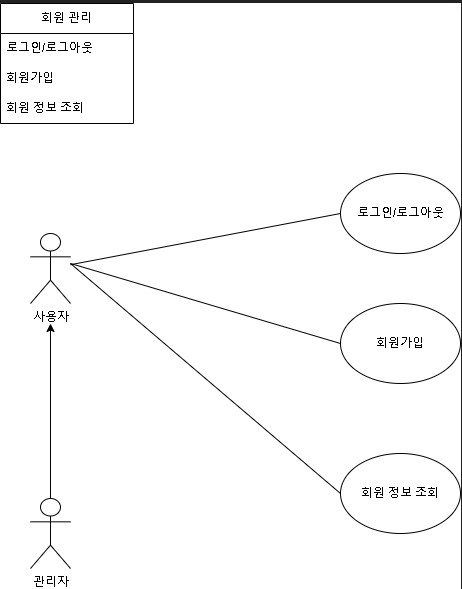 회원 관리
로그인/로그아웃
회원가입
회원 정보 조회
로그인/로그아웃
사용자
회원가입
회원 정보 조회
관리자